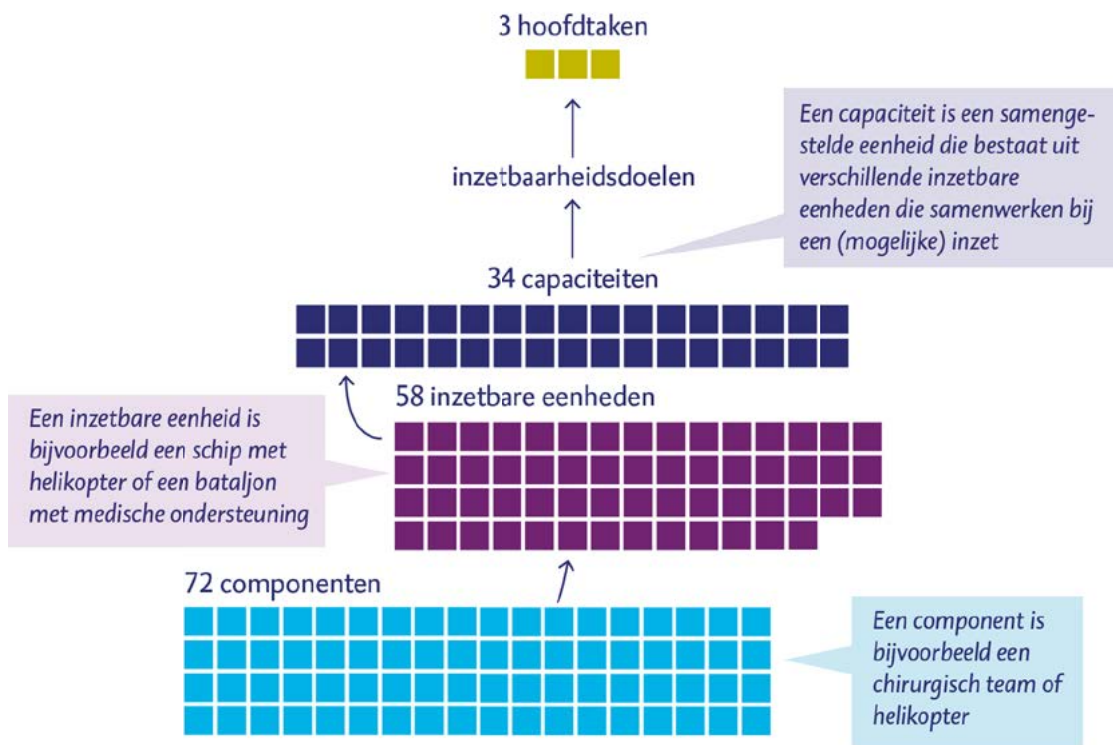 3 hoofdtaken
Een capaciteit is een samenge-
stelde eenheid die bestaat uit
verschillende inzetbare
eenheden die samenwerken bij
een (mogelijke) inzet
inzetbaarheidsdoelen
34 capaciteiten
58 inzetbare eenheden
Een inzetbare eenheid is
bijvoorbeeld een schip met
helikopter of een bataljon
met medische ondersteuning
72 componenten
Een component is
bijvoorbeeld een
chirurgisch team of
helikopter